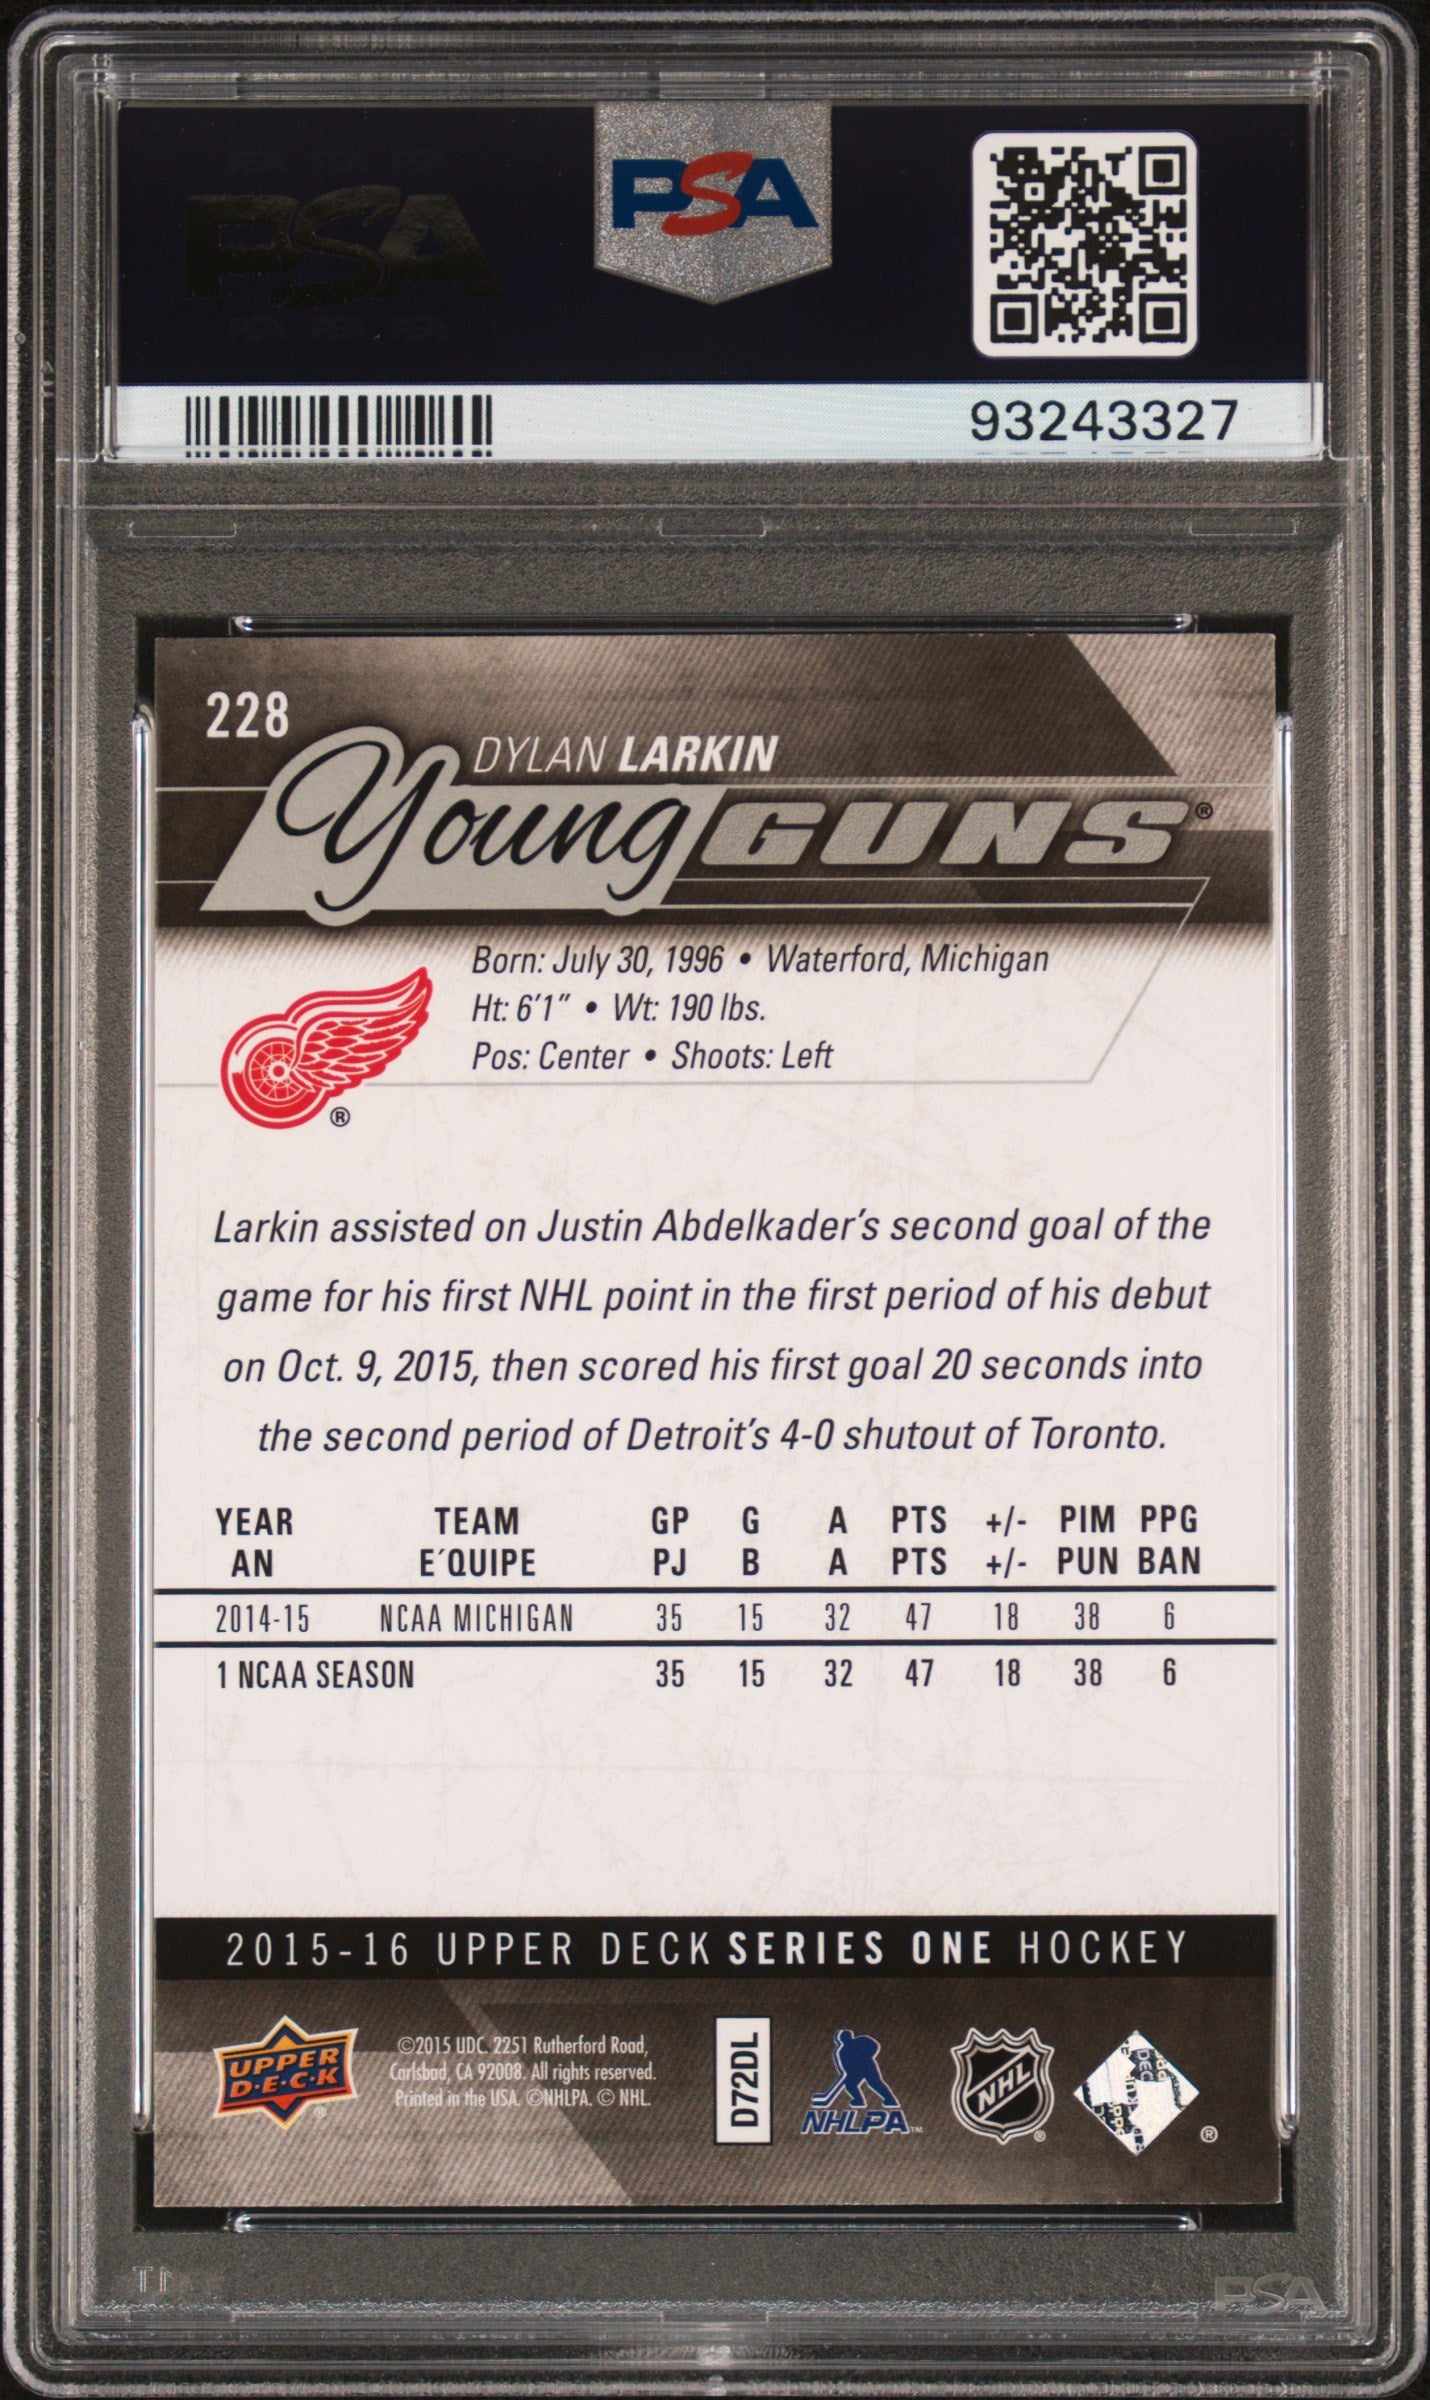 PSA
PSA
93243327
228
DYLAN LARKIN
Young GUNS®
Born: July 30, 1996 • Waterford, Michigan
Ht: 6'1" • Wt: 190 lbs.
Pos: Center • Shoots: Left
®
Larkin assisted on Justin Abdelkader's second goal of the
game for his first NHL point in the first period of his debut
on Oct. 9, 2015, then scored his first goal 20 seconds into
the second period of Detroit's 4-0 shutout of Toronto.
YEAR TEAM GP G A PTS +/- PIM PPG
AN E´QUIPE PJ B A PTS +/- PUN BAN
2014-15 NCAA MICHIGAN 35 15 32 47 18 38 6
1 NCAA SEASON 35 15 32 47 18 38 6
2015-16 UPPER DECK SERIES ONE HOCKEY
UPPER
D·E·C·K
®
©2015 UDC. 2251 Rutherford Road,
Carlsbad, CA 92008. All rights reserved.
Printed in the USA. ©NHLPA. © NHL.
D72DL
NHLPA™
NHL
®
®
PSA